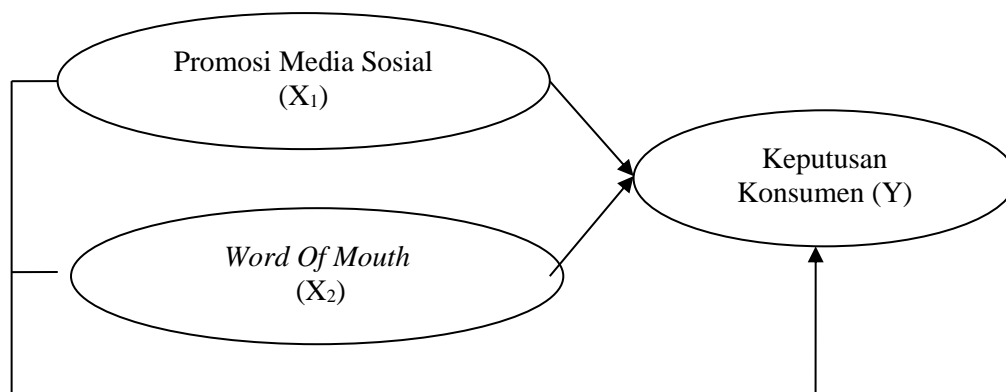 Promosi Media Sosial
(X₁)
Word Of Mouth
(X₂)
Keputusan
Konsumen (Y)